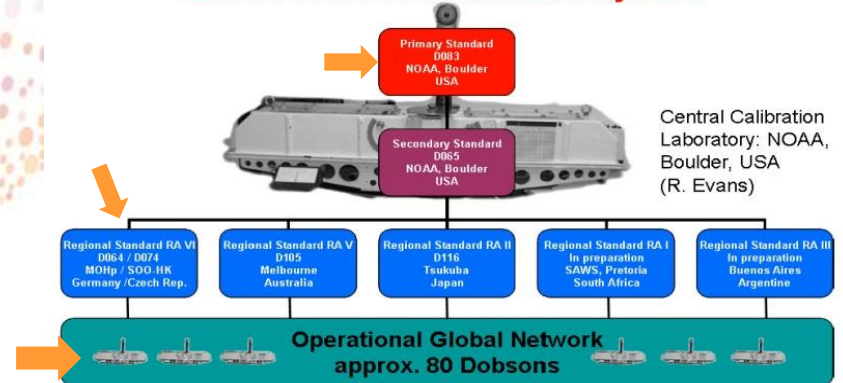 Primary Standard
D083
NOAA, Boulder
USA
Central Calibration
Laboratory: NOAA,
Boulder, USA
(R. Evans)
Secondary Standard
D065
NOAA, Boulder
USA
Regional Standard RA VI
D064 / D074
MOHp / SOO-HK
Germany /Czech Rep.
Regional Standard RA V
D105
Melbourne
Australia
Regional Standard RA II
D116
Tsukuba
Japan
Regional Standard RA I
In preparation
SAWS, Pretoria
South Africa
Regional Standard RA III
In preparation
Buenos Aires
Argentine
Operational Global Network
approx. 80 Dobsons